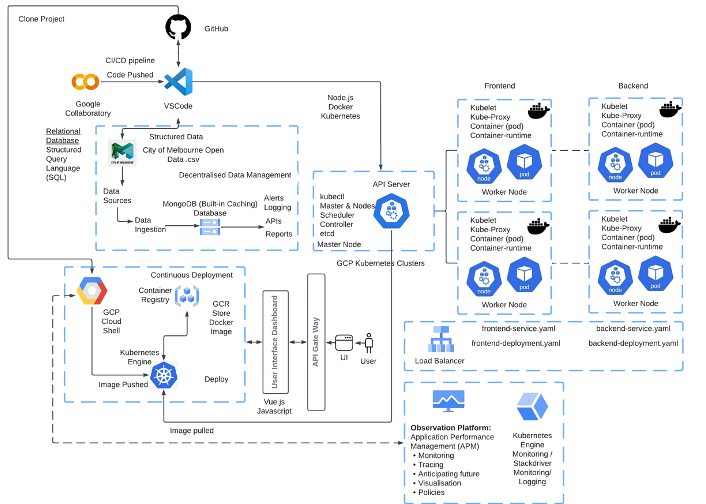 Clone Project
GitHub
CI/CD pipeline
Code Pushed
Google
Collaboratory
VSCode
Node.js
Docker
Kubernetes
Relational
Database
Structured
Query
Language
(SQL)
Structured Data
CITY OF MELBOURNE
City of Melbourne Open
Data .csv
Decentralised Data Management
Data
Sources
MongoDB (Built-in Caching)
Database
Data
Ingestion
Alerts
Logging
APIs
Reports
API Server
kubectl
Master & Nodes
Scheduler
Controller
etcd
Master Node
GCP Kubernetes Clusters
Frontend
Kubelet
Kube-Proxy
Container (pod)
Container-runtime
node
pod
Worker Node
Backend
Kubelet
Kube-Proxy
Container (pod)
Container-runtime
node
pod
Worker Node
Kubelet
Kube-Proxy
Container (pod)
Container-runtime
node
pod
Worker Node
Kubelet
Kube-Proxy
Container (pod)
Container-runtime
node
pod
Worker Node
Continuous Deployment
Container
Registry
GCR
Store
Docker
Image
GCP
Cloud
Shell
Kubernetes
Engine
Image Pushed
Deploy
User Interface Dashboard
Vue.js
Javascript
API Gate Way
UI
User
Image pulled
Load Balancer
frontend-service.yaml
frontend-deployment.yaml
backend-service.yaml
backend-deployment.yaml
Observation Platform:
Application Performance
Management (APM)
• Monitoring
• Tracing
• Anticipating future
• Visualisation
• Policies
Kubernetes
Engine
Monitoring /
Stackdriver
Monitoring/
Logging